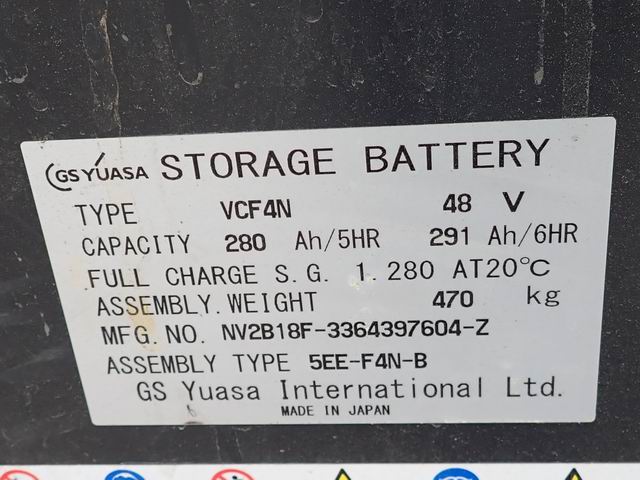 GS YUASA STORAGE BATTERY
TYPE VCF4N 48 V
CAPACITY 280 Ah/5HR 291 Ah/6HR
FULL CHARGE S.G. 1.280 AT20℃
ASSEMBLY.WEIGHT 470 kg
MFG.NO. NV2B18F-3364397604-Z
ASSEMBLY TYPE 5EE-F4N-B
GS Yuasa International Ltd.
MADE IN JAPAN